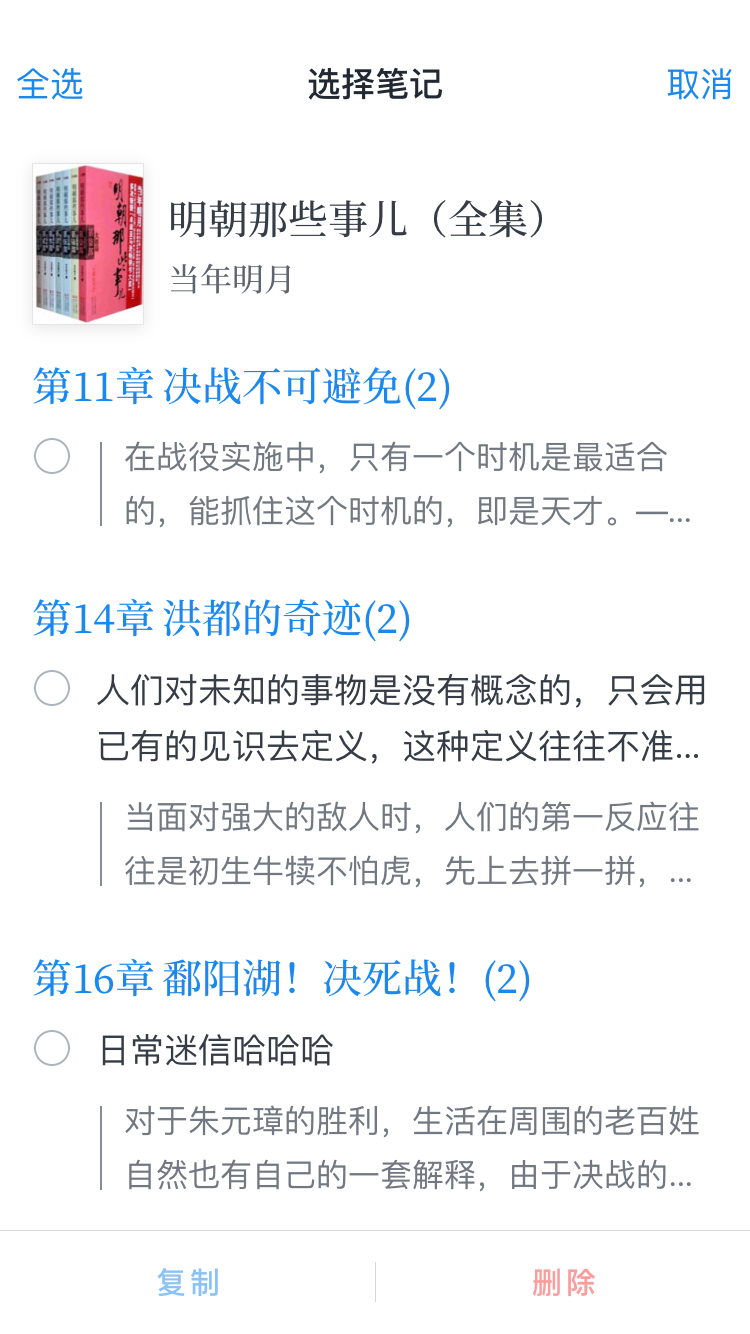 全选
选择笔记
取消
明朝那些事儿
明朝那些事儿（全集）
当年明月
第11章 决战不可避免(2)
在战役实施中，只有一个时机是最适合
的，能抓住这个时机的，即是天才。—...
第14章 洪都的奇迹(2)
人们对未知的事物是没有概念的，只会用
已有的见识去定义，这种定义往往不准...
当面对强大的敌人时，人们的第一反应往
往是初生牛犊不怕虎，先上去拼一拼，...
第16章 鄱阳湖！决死战！(2)
日常迷信哈哈哈
对于朱元璋的胜利，生活在周围的老百姓
自然也有自己的一套解释，由于决战的...
复制
删除